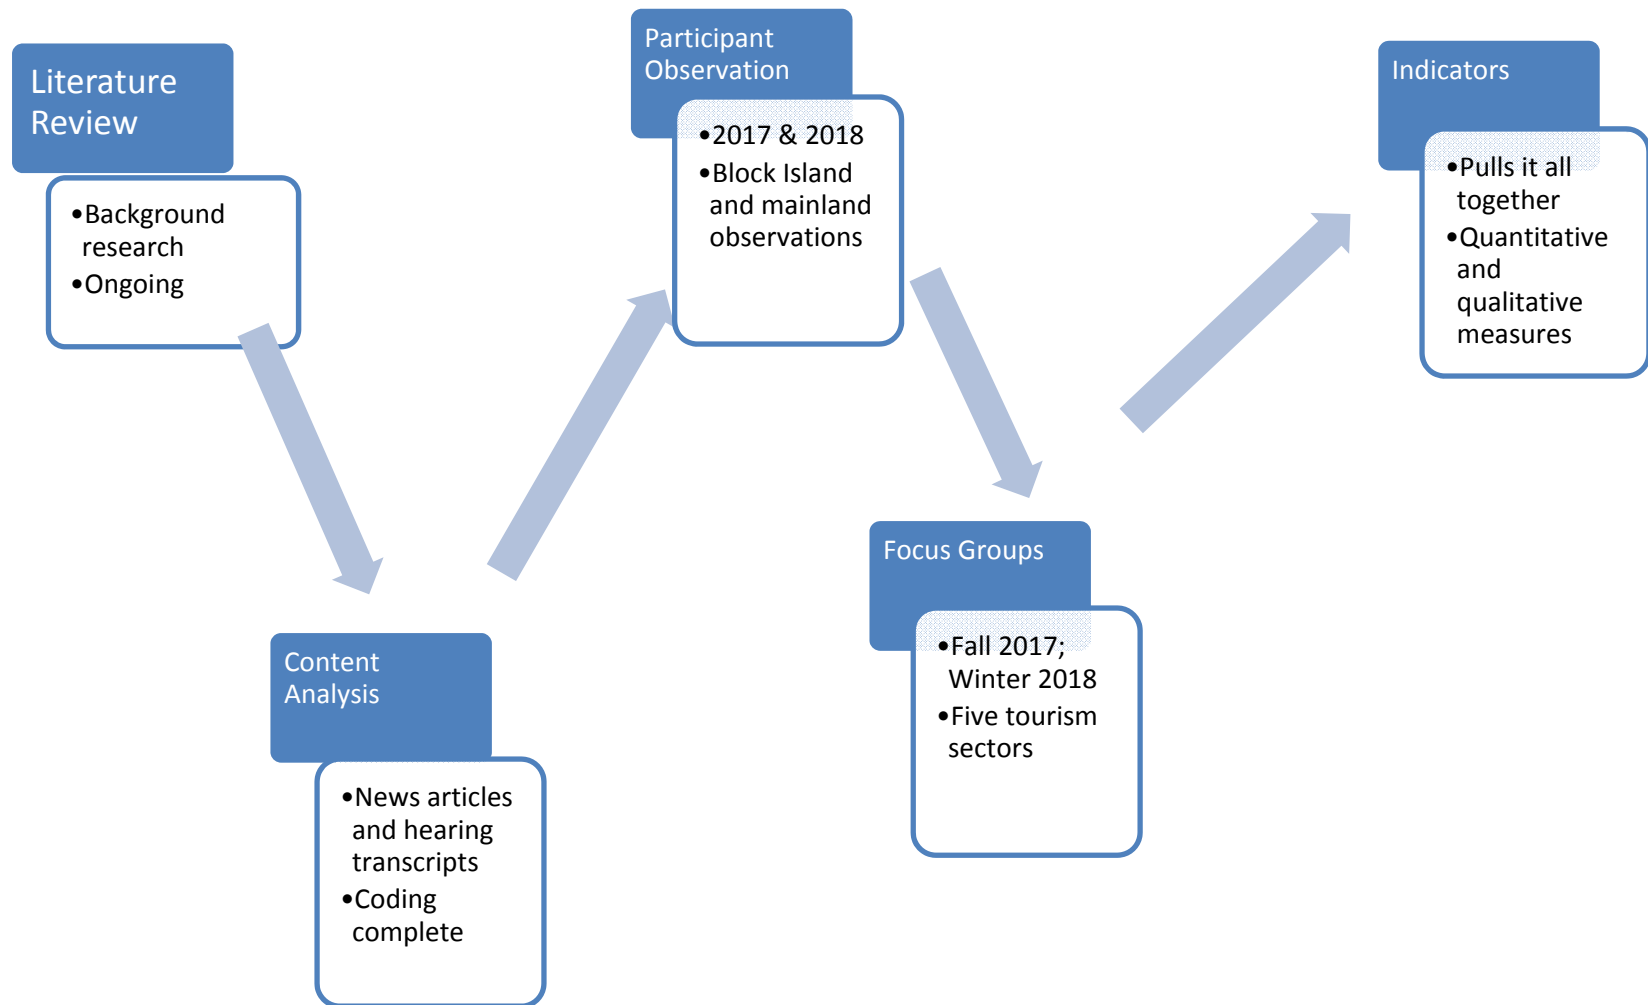 Literature
Review
•Background
research
•Ongoing
Content
Analysis
•News articles
and hearing
transcripts
•Coding
complete
Participant
Observation
•2017 & 2018
•Block Island
and mainland
observations
Focus Groups
•Fall 2017;
Winter 2018
•Five tourism
sectors
Indicators
•Pulls it all
together
•Quantitative
and
qualitative
measures